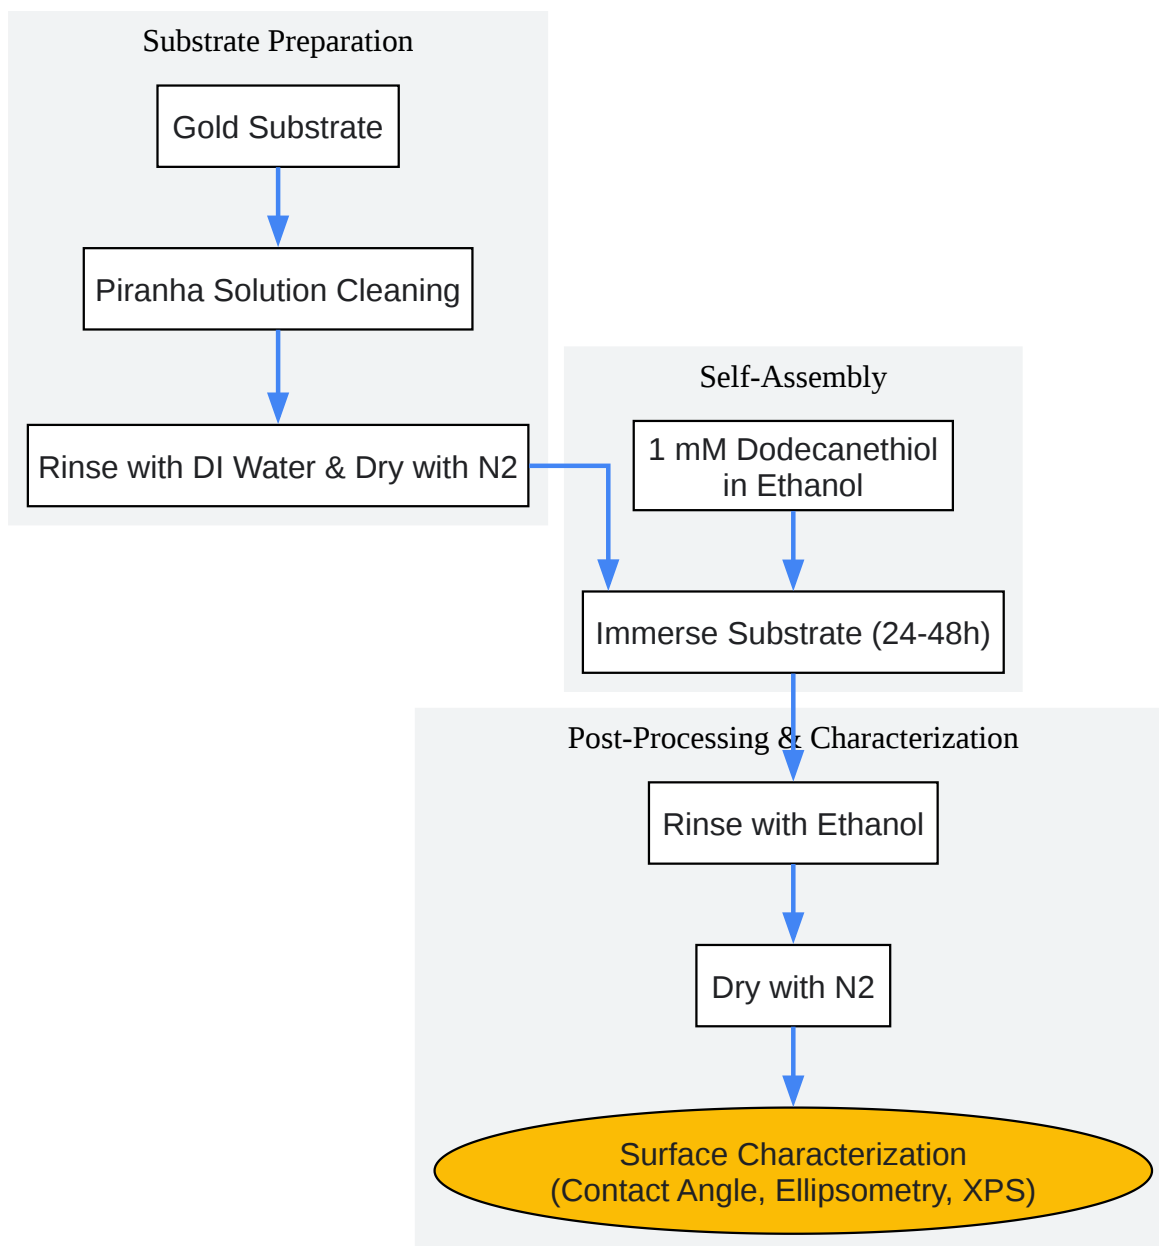 Substrate Preparation
Gold Substrate
Piranha Solution Cleaning
Rinse with DI Water & Dry with N2
Self-Assembly
1 mM Dodecanethiol
in Ethanol
Immerse Substrate (24-48h)
Post-Processing & Characterization
Rinse with Ethanol
Dry with N2
Surface Characterization
(Contact Angle, Ellipsometry, XPS)